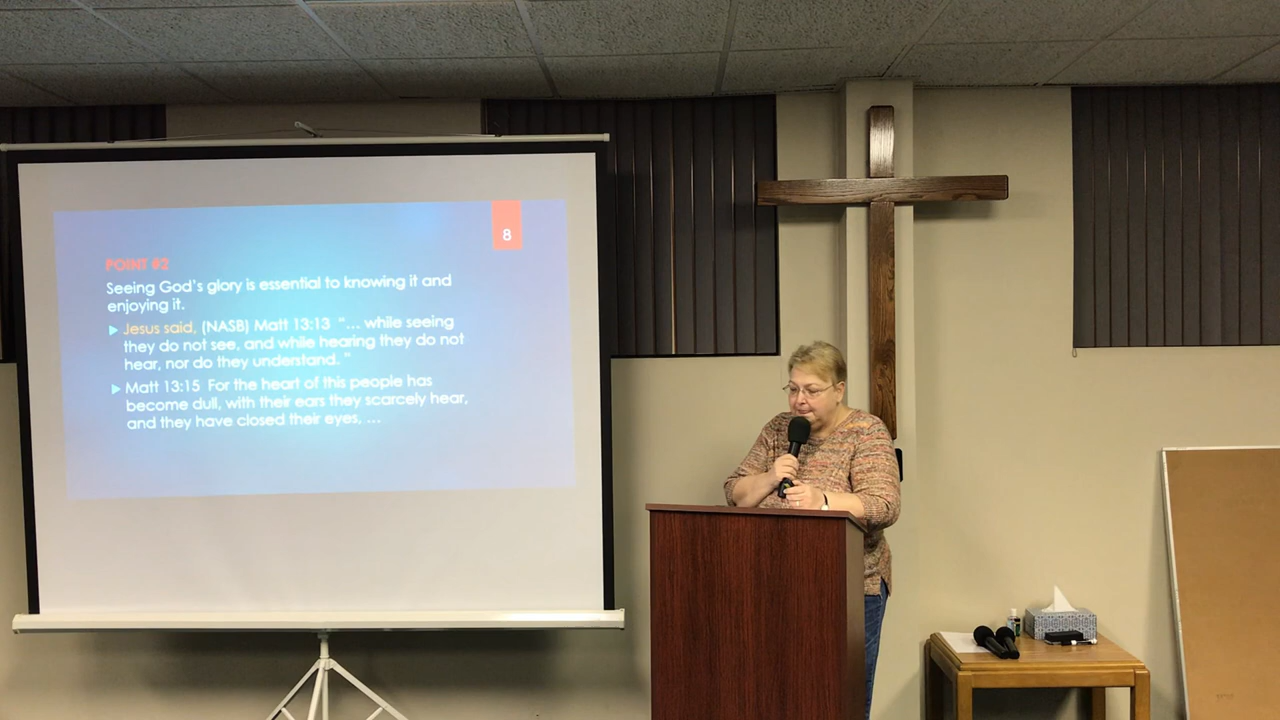 8
POINT #2
Seeing God's glory is essential to knowing it and
enjoying it.
Jesus said, (NASB) Matt 13:13 "... while seeing
they do not see, and while hearing they do not
hear, nor do they understand. "
Matt 13:15 For the heart of this people has
become dull, with their ears they scarcely hear,
and they have closed their eyes, ...